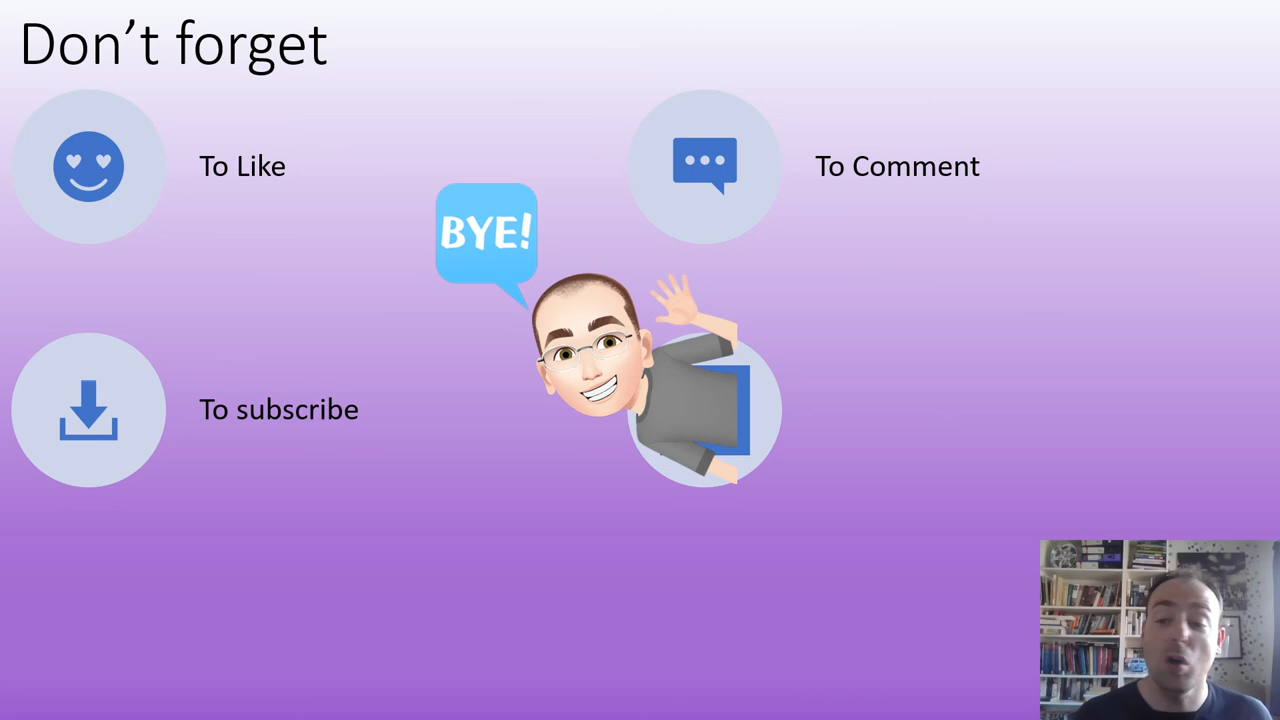 Don’t forget
To Like
To Comment
BYE!
To subscribe